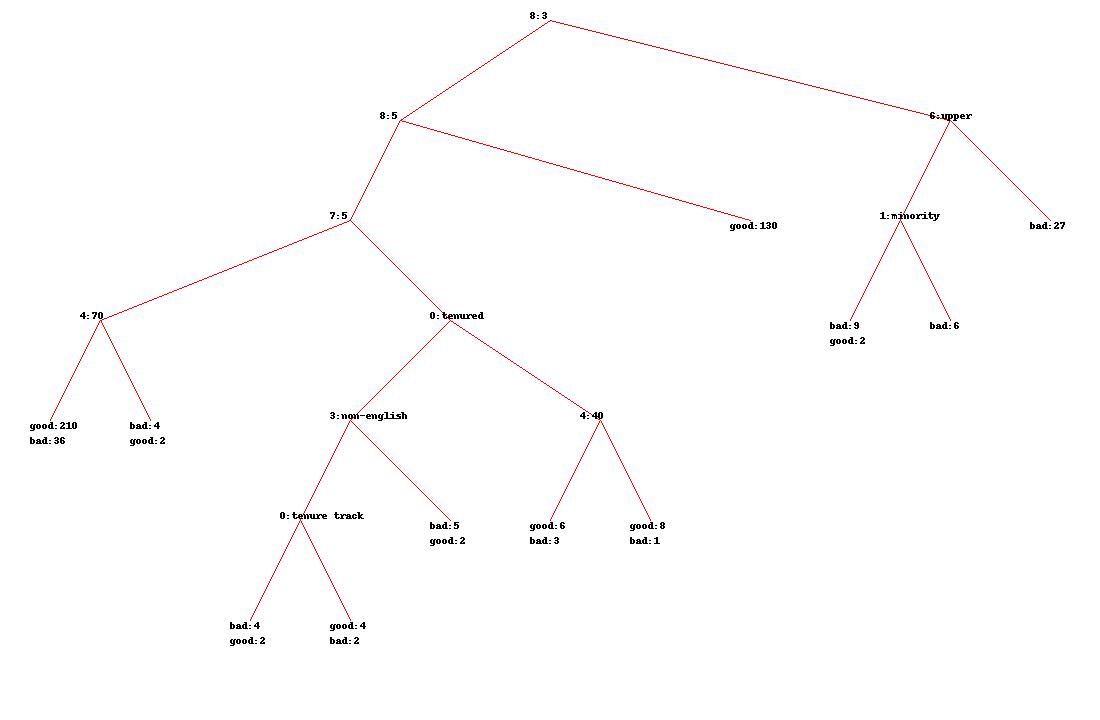 8:3
8:5
6:upper
7:5
good:130
1:minority
bad:27
4:70
0:tenured
bad:9
good:2
bad:6
good:210
bad:36
bad:4
good:2
3:non-english
4:40
0:tenure track
bad:5
good:2
good:6
bad:3
good:8
bad:1
bad:4
good:2
good:4
bad:2